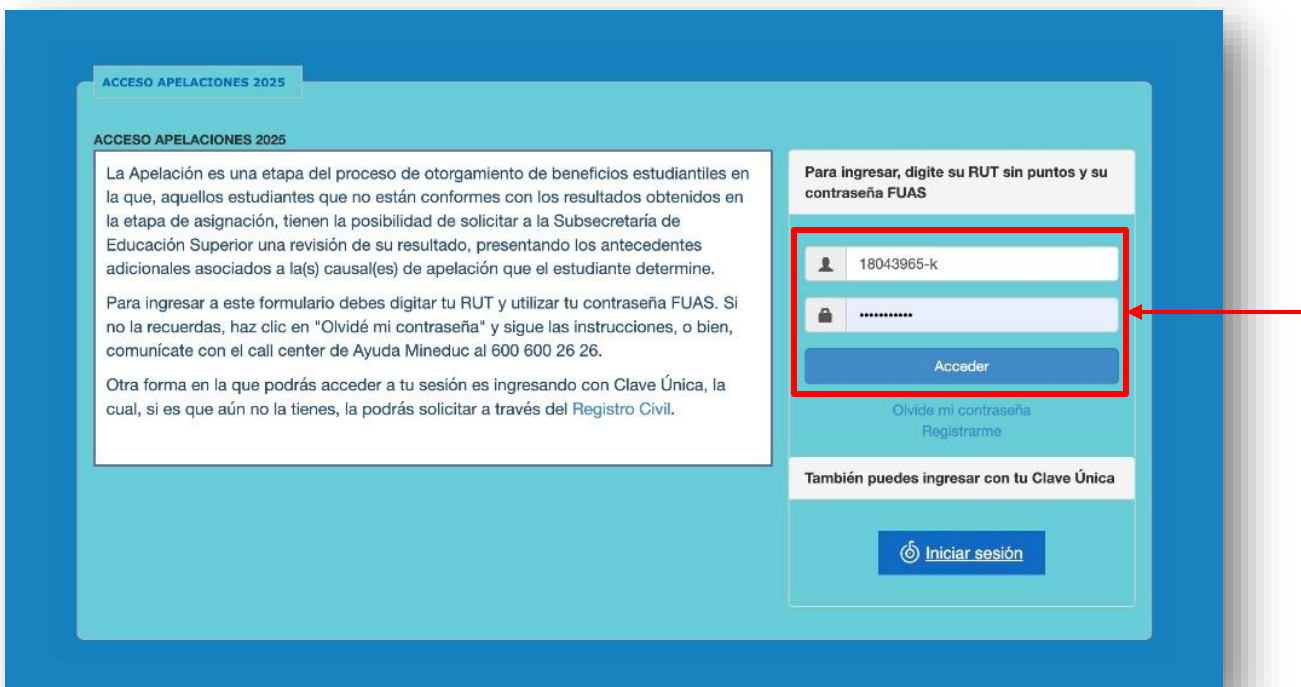 ACCESO APELACIONES 2025
ACCESO APELACIONES 2025
La Apelación es una etapa del proceso de otorgamiento de beneficios estudiantiles en
la que, aquellos estudiantes que no están conformes con los resultados obtenidos en
la etapa de asignación, tienen la posibilidad de solicitar a la Subsecretaría de
Educación Superior una revisión de su resultado, presentando los antecedentes
adicionales asociados a la(s) causal(es) de apelación que el estudiante determine.
Para ingresar a este formulario debes digitar tu RUT y utilizar tu contraseña FUAS. Si
no la recuerdas, haz clic en "Olvidé mi contraseña" y sigue las instrucciones, o bien,
comunícate con el call center de Ayuda Mineduc al 600 600 26 26.
Otra forma en la que podrás acceder a tu sesión es ingresando con Clave Única, la
cual, si es que aún no la tienes, la podrás solicitar a través del Registro Civil.
Para ingresar, digite su RUT sin puntos y su
contraseña FUAS
18043965-k
•••••••••••
Acceder
Olvide mi contraseña
Registrarme
También puedes ingresar con tu Clave Única
Iniciar sesión